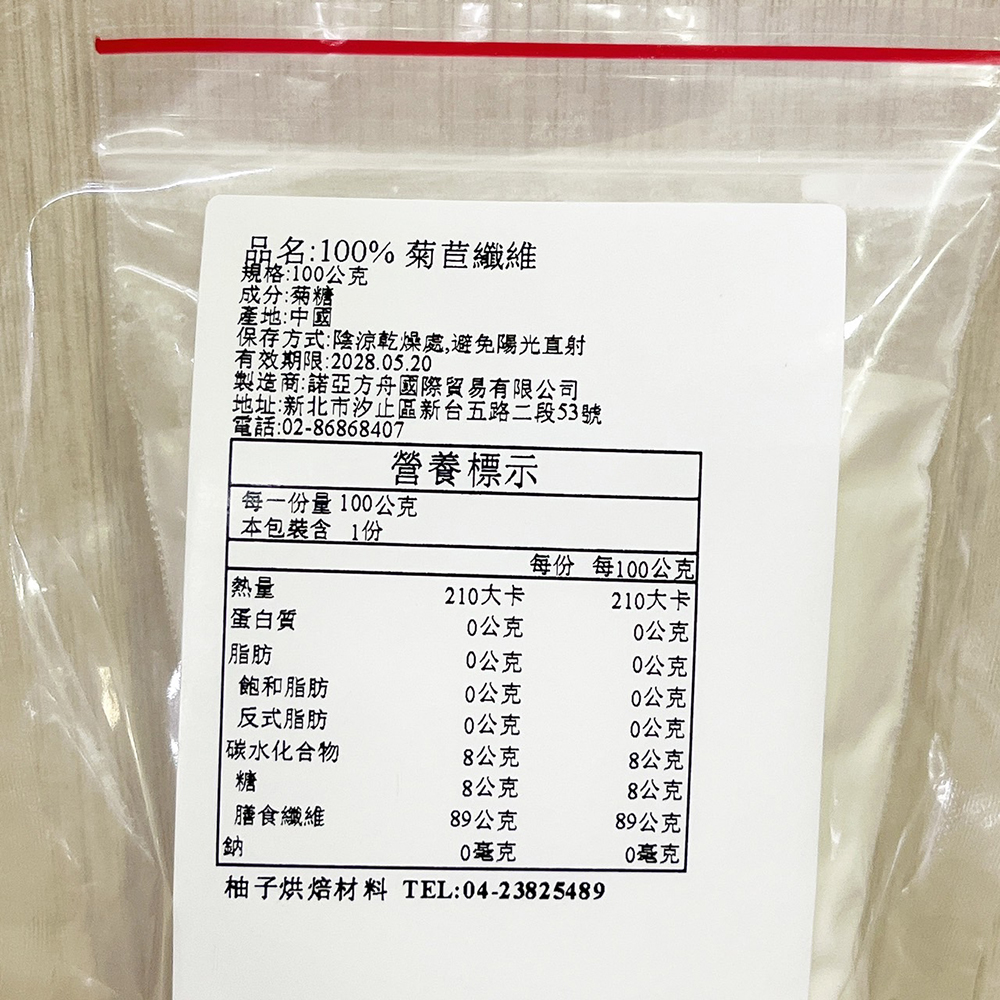 品名:100% 菊苣纖維
規格:100公克
成分:菊糖
產地:中國
保存方式:陰涼乾燥處,避免陽光直射
有效期限:2028.05.20
製造商:諾亞方舟國際貿易有限公司
地址:新北市汐止區新台五路二段53號
電話:02-86868407
營養標示
每一份量 100公克
本包裝含 1份
每份 每100公克
熱量 210大卡 210大卡
蛋白質 0公克 0公克
脂肪 0公克 0公克
飽和脂肪 0公克 0公克
反式脂肪 0公克 0公克
碳水化合物 8公克 8公克
糖 8公克 8公克
膳食纖維 89公克 89公克
鈉 0毫克 0毫克
柚子烘焙材料 TEL:04-23825489